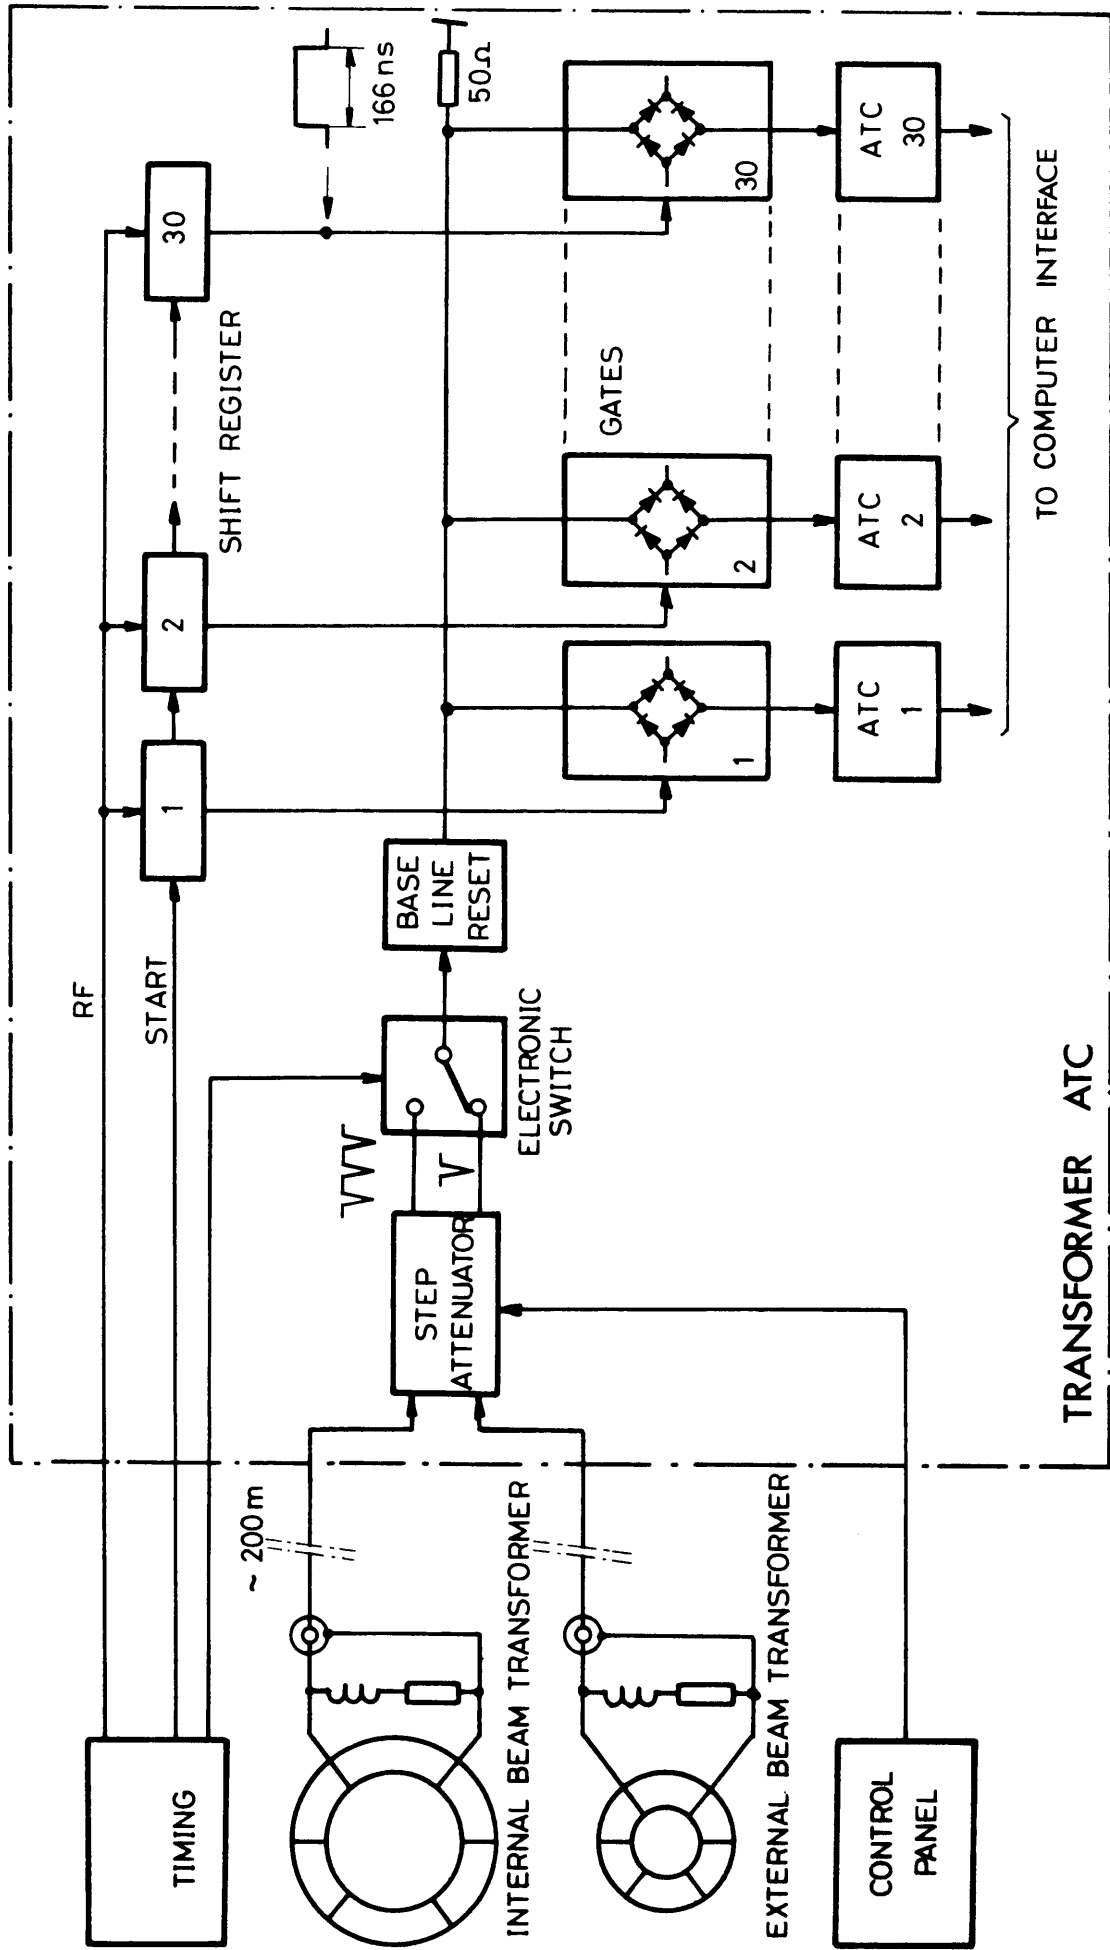 TIMING
RF
START
1
2
30
SHIFT REGISTER
166 ns
50Ω
~ 200 m
INTERNAL BEAM TRANSFORMER
STEP
ATTENUATOR
ELECTRONIC
SWITCH
BASE
LINE
RESET
GATES
1
2
30
EXTERNAL BEAM TRANSFORMER
CONTROL
PANEL
ATC
1
ATC
2
ATC
30
TO COMPUTER INTERFACE
TRANSFORMER ATC